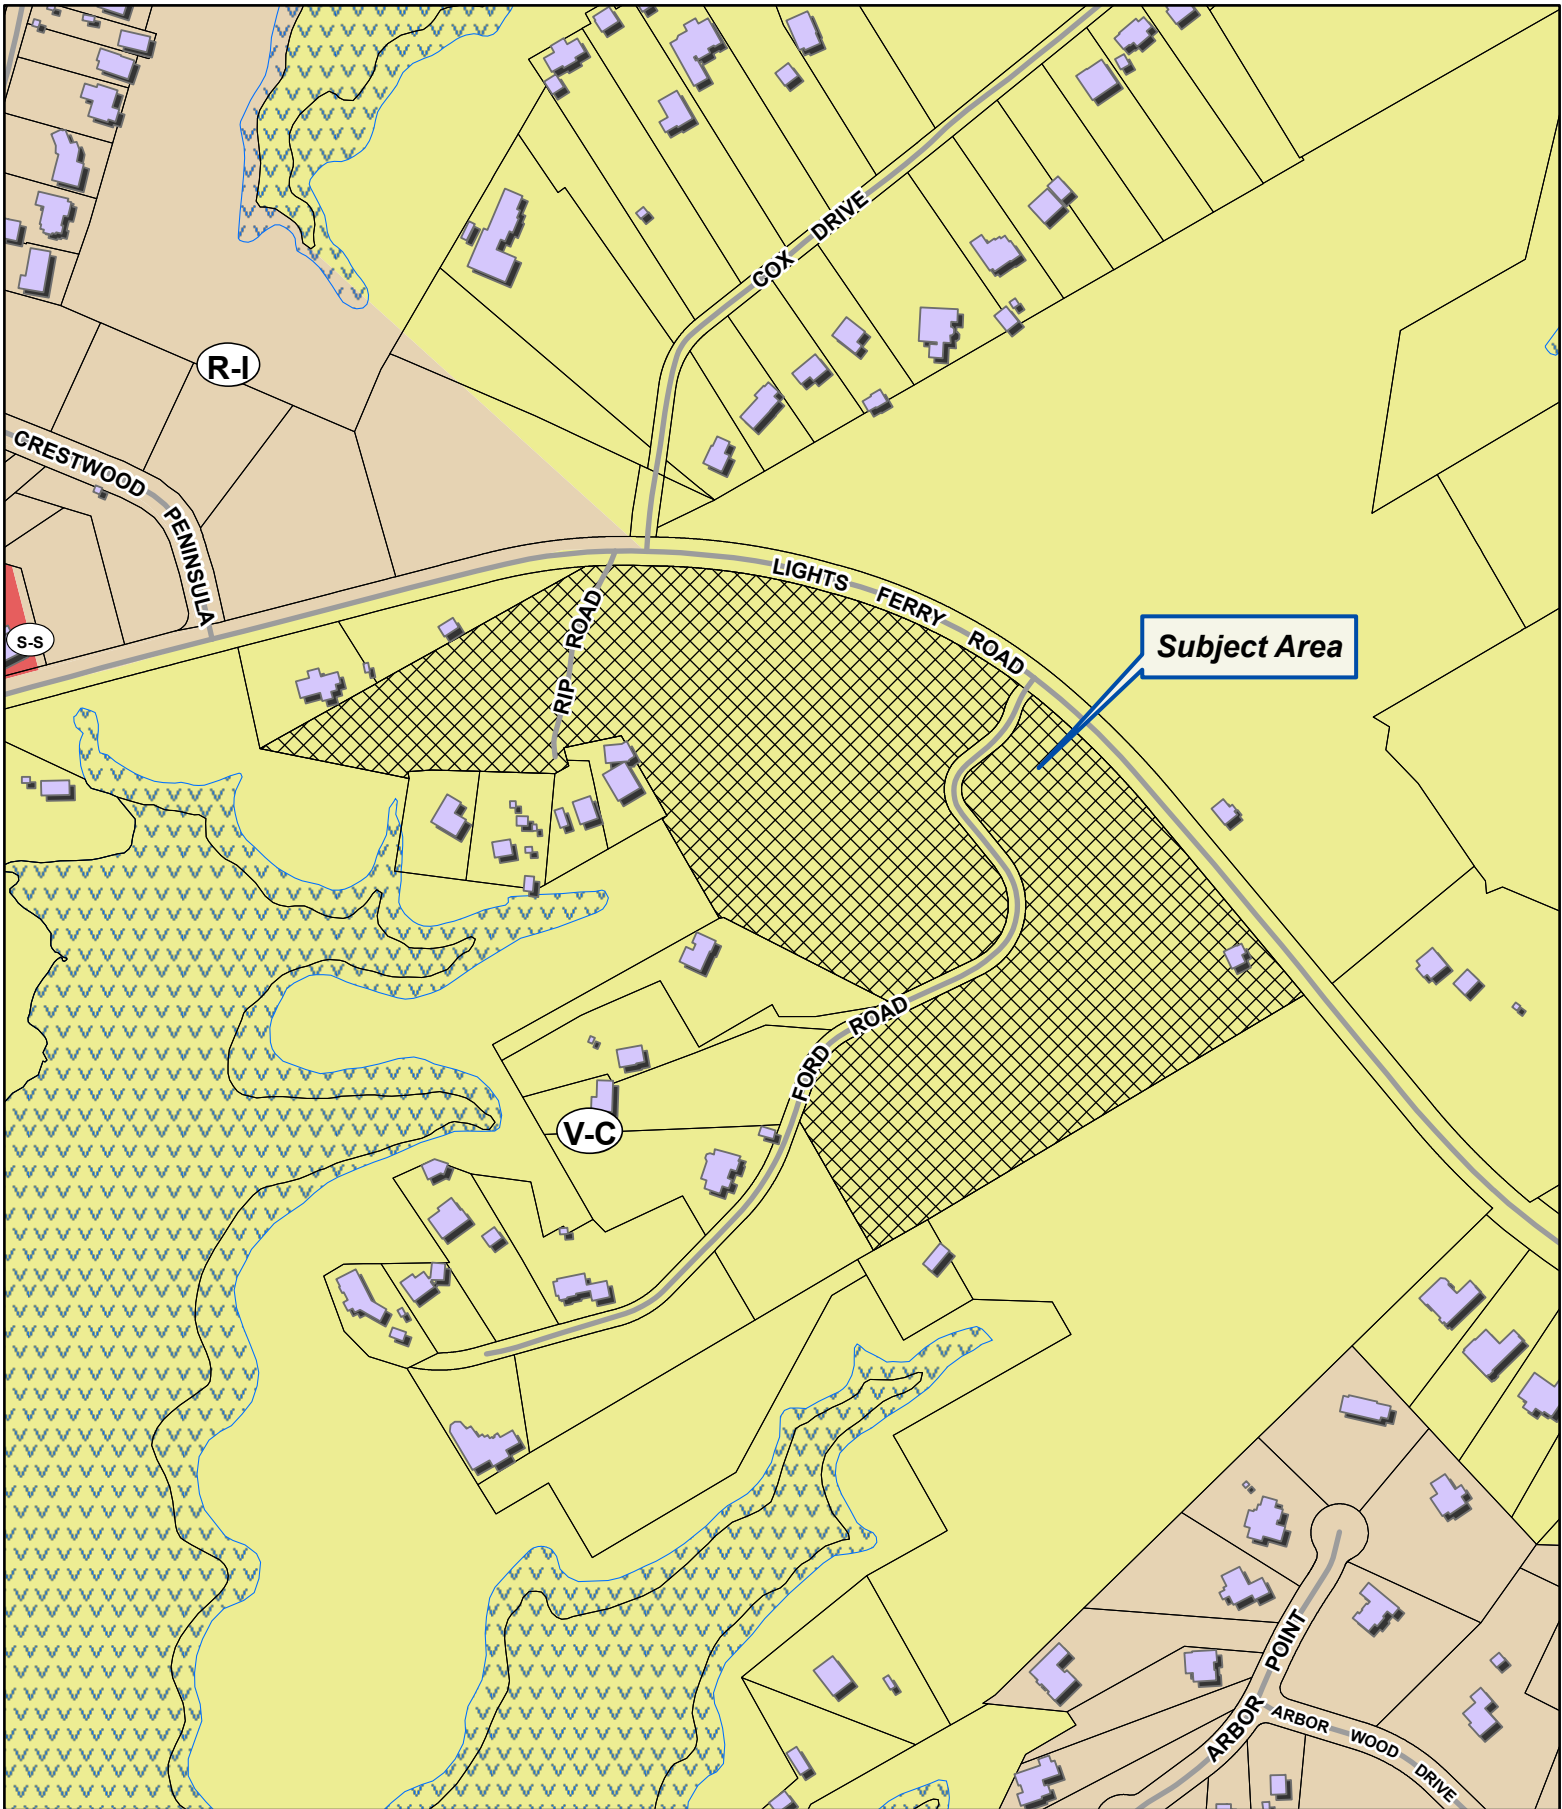 COX DRIVE
R-I
CRESTWOOD
PENINSULA
LIGHTS FERRY ROAD
RIP ROAD
S-S
Subject Area
FORD ROAD
V-C
ARBOR POINT
ARBOR WOOD DRIVE